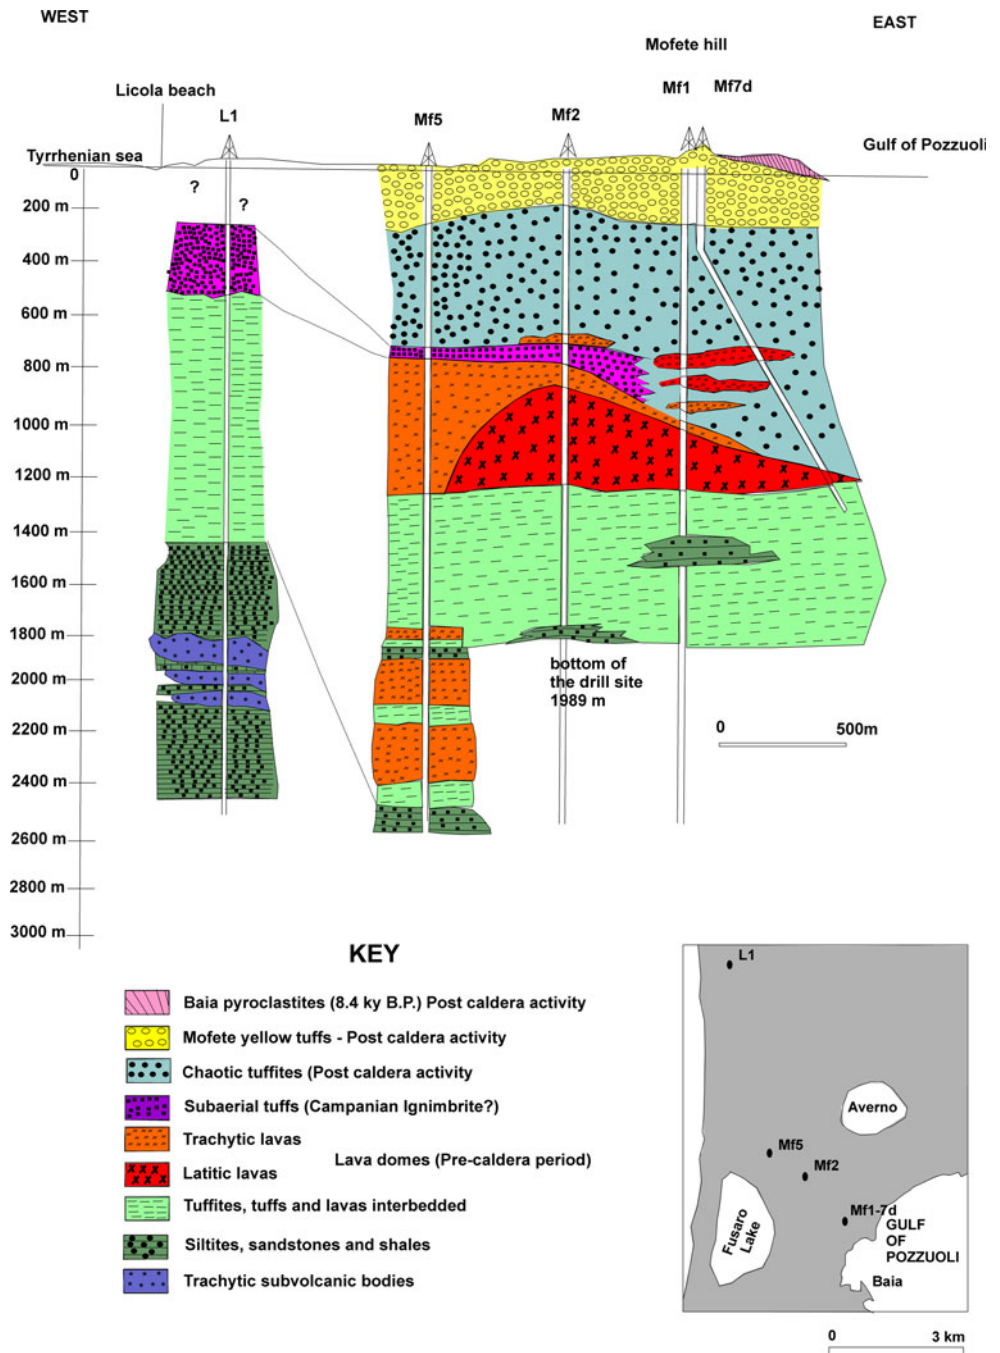 WEST
EAST
Mofete hill
Licola beach
L1
Mf5
Mf2
Mf1
Mf7d
Tyrrhenian sea
Gulf of Pozzuoli
0
?
?
200 m
400 m
600 m
800 m
1000 m
1200 m
1400 m
1600 m
1800 m
2000 m
2200 m
2400 m
2600 m
2800 m
3000 m
bottom of
the drill site
1989 m
0
500m
KEY
Baia pyroclastites (8.4 ky B.P.) Post caldera activity
Mofete yellow tuffs - Post caldera activity
Chaotic tuffites (Post caldera activity
Subaerial tuffs (Campanian Ignimbrite?)
Trachytic lavas
Lava domes (Pre-caldera period)
Latitic lavas
Tuffites, tuffs and lavas interbedded
Siltites, sandstones and shales
Trachytic subvolcanic bodies
L1
Averno
Mf5
Mf2
Mf1-7d
Fusaro
Lake
GULF
OF
POZZUOLI
Baia
0
3 km